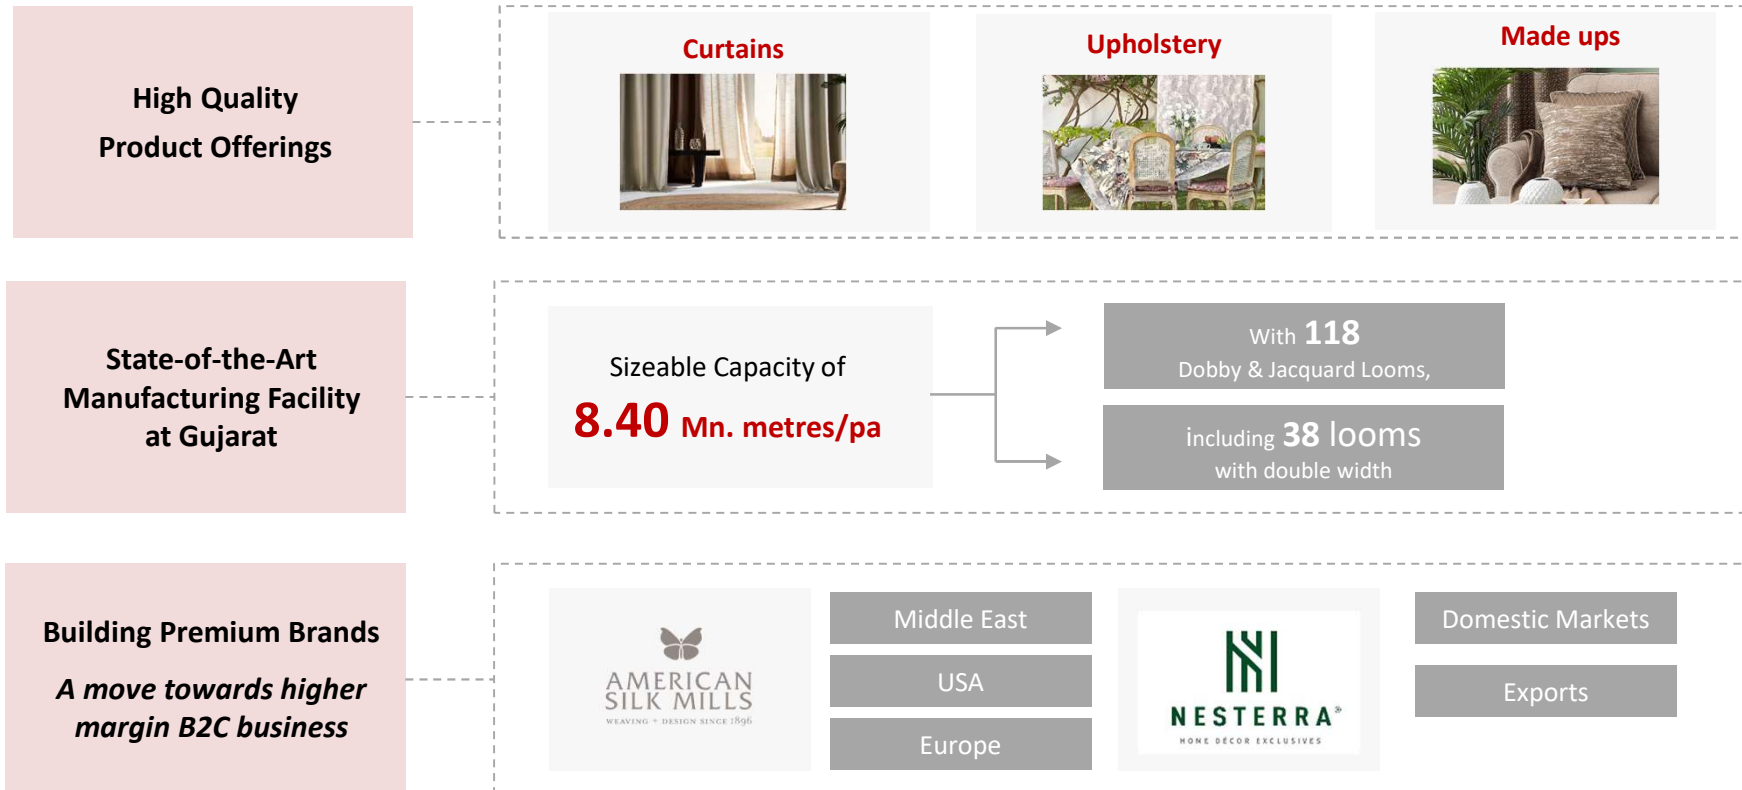 High Quality
Product Offerings
Curtains
Upholstery
Made ups
State-of-the-Art
Manufacturing Facility
at Gujarat
Sizeable Capacity of
8.40 Mn. metres/pa
With 118
Dobby & Jacquard Looms,
including 38 looms
with double width
Building Premium Brands
A move towards higher
margin B2C business
AMERICAN
SILK MILLS
WEAVING + DESIGN SINCE 1896
Middle East
USA
Europe
NESTERRA®
HOME DÉCOR EXCLUSIVES
Domestic Markets
Exports